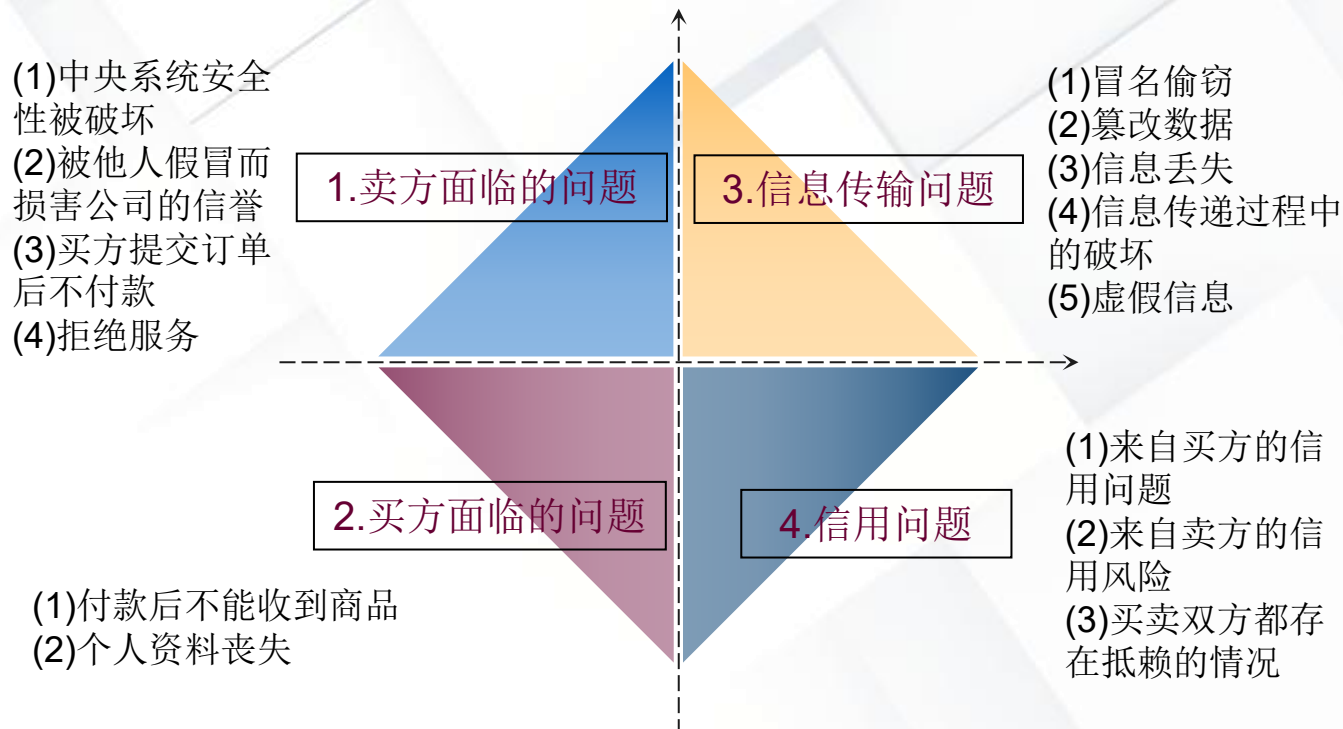 (1)中央系统安全
性被破坏
(2)被他人假冒而
损害公司的信誉
(3)买方提交订单
后不付款
(4)拒绝服务
1.卖方面临的问题
3.信息传输问题
(1)冒名偷窃
(2)篡改数据
(3)信息丢失
(4)信息传递过程中
的破坏
(5)虚假信息
2.买方面临的问题
(1)付款后不能收到商品
(2)个人资料丧失
4.信用问题
(1)来自买方的信
用问题
(2)来自卖方的信
用风险
(3)买卖双方都存
在抵赖的情况